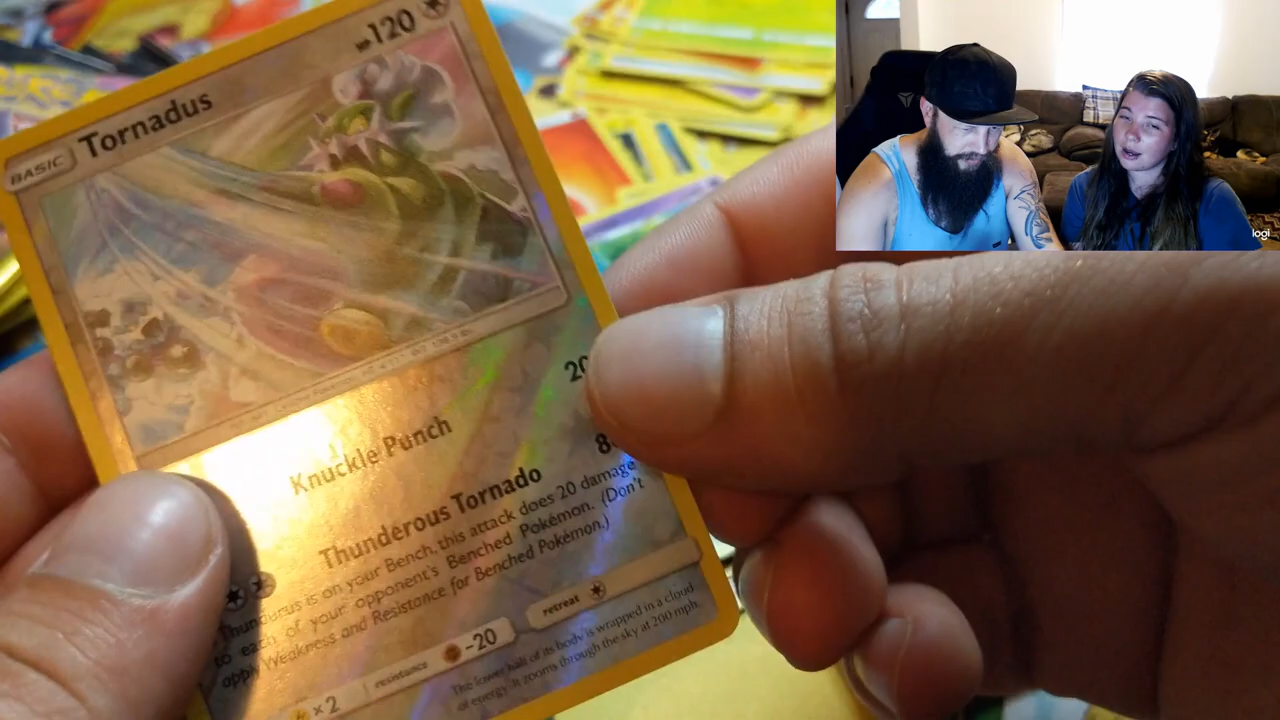 BASIC Tornadus HP 120
Knuckle Punch 20
Thunderous Tornado 8
Thundurus is on your Bench, this attack does 20 damage
to each of your opponent's Benched Pokémon. (Don't
apply Weakness and Resistance for Benched Pokémon.)
×2 resistance -20 retreat
The lower half of its body is wrapped in a cloud
of energy. It zooms through the sky at 200 mph.
logi